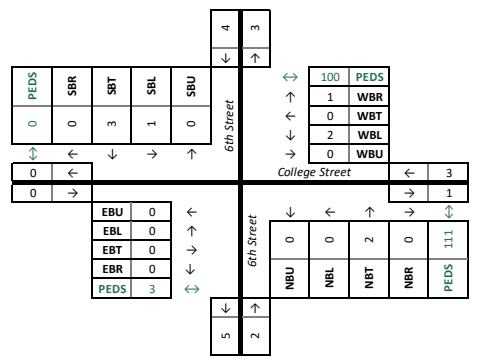 4 3
↓ ↑
PEDS SBR SBT SBL SBU
0 0 3 1 0
↕ ← ↓ → ↑
6th Street
↔ 100 PEDS
↑ 1 WBR
← 0 WBT
↓ 2 WBL
→ 0 WBU
College Street
0 ←
0 →
← 3
→ 1
EBU 0 ←
EBL 0 ↑
EBT 0 →
EBR 0 ↓
PEDS 3 ↔
6th Street
↓ ← ↑ → ↕
0 0 2 0 111
NBU NBL NBT NBR PEDS
↓ ↑
5 2